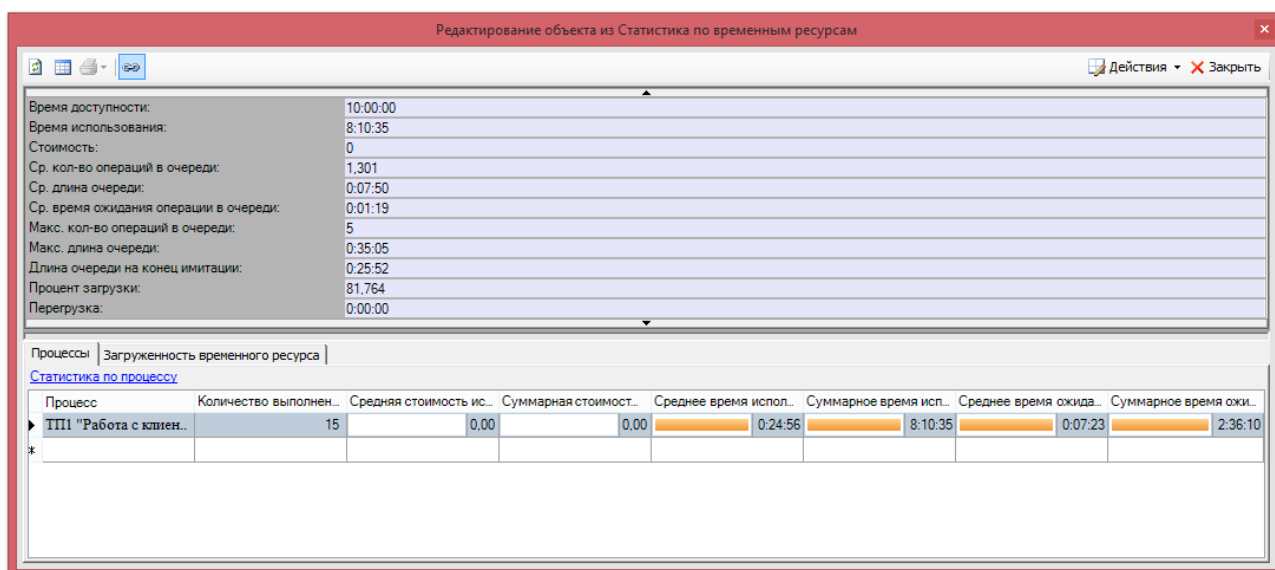 Редактирование объекта из Статистика по временным ресурсам
Действия Закрыть
Время доступности: 10:00:00
Время использования: 8:10:35
Стоимость: 0
Ср. кол-во операций в очереди: 1,301
Ср. длина очереди: 0:07:50
Ср. время ожидания операции в очереди: 0:01:19
Макс. кол-во операций в очереди: 5
Макс. длина очереди: 0:35:05
Длина очереди на конец имитации: 0:25:52
Процент загрузки: 81,764
Перегрузка: 0:00:00
Процессы Загруженность временного ресурса
Статистика по процессу
Процесс Количество выполнен... Средняя стоимость ис... Суммарная стоимост... Среднее время испол... Суммарное время исп... Среднее время ожида... Суммарное время ожи...
ТП1 "Работа с клиен.. 15 0,00 0,00 0:24:56 8:10:35 0:07:23 2:36:10